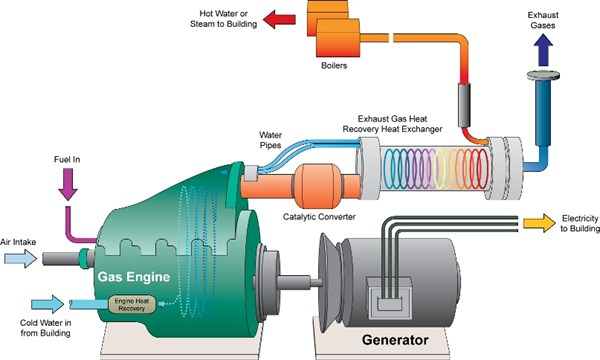 Hot Water or
Steam to Building
Boilers
Exhaust
Gases
Exhaust Gas Heat
Recovery Heat Exchanger
Water
Pipes
Fuel In
Catalytic Converter
Electricity
to Building
Air Intake
Gas Engine
Engine Heat
Recovery
Cold Water in
from Building
Generator